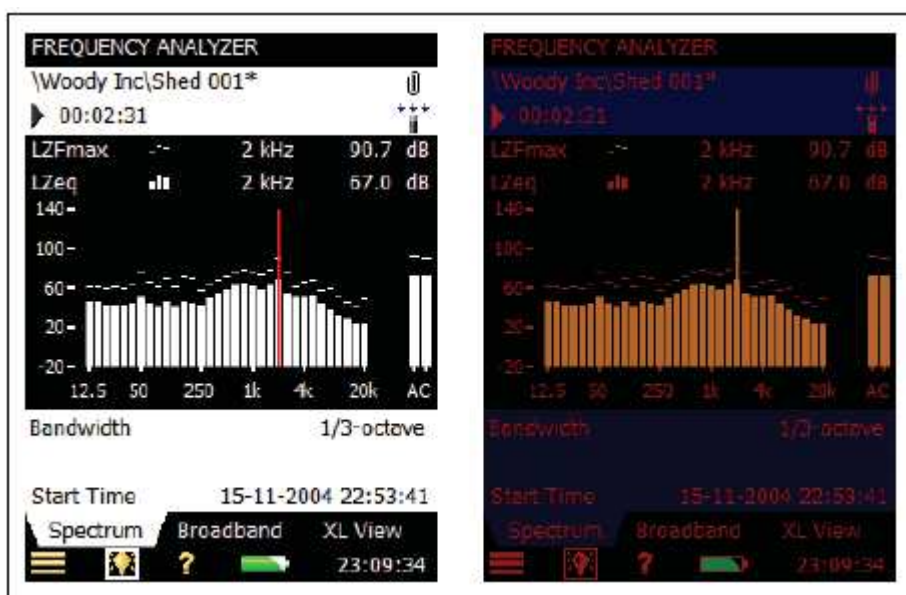 FREQUENCY ANALYZER
\Woody Inc\Shed 001*
00:02:31
LZFmax 2 kHz 90.7 dB
LZeq 2 kHz 67.0 dB
140
100
60
20
-20
12.5 50 250 1k 4k 20k AC
Bandwidth 1/3-octave
Start Time 15-11-2004 22:53:41
Spectrum Broadband XL View
? 23:09:34
FREQUENCY ANALYZER
\Woody Inc\Shed 001*
00:02:31
LZFmax 2 kHz 90.7 dB
LZeq 2 kHz 67.0 dB
140
100
60
20
-20
12.5 50 250 1k 4k 20k AC
Bandwidth 1/3-octave
Start Time 15-11-2004 22:53:41
Spectrum Broadband XL View
? 23:09:34